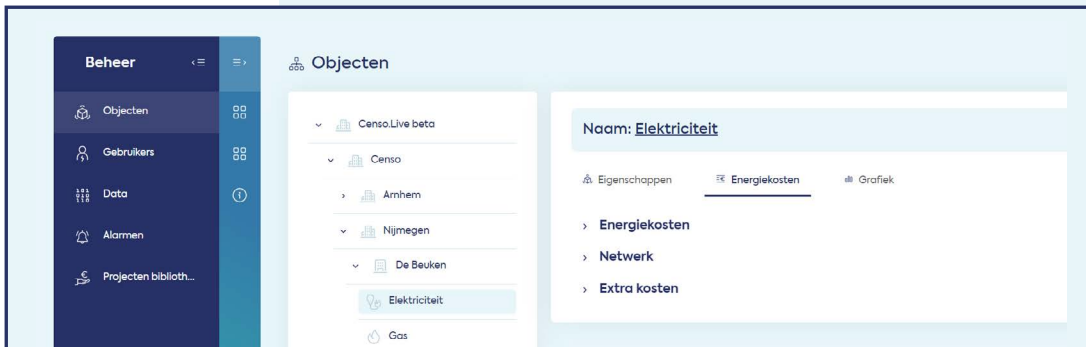 Beheer
Objecten
Gebruikers
Data
Alarmen
Projecten biblioth...
Objecten
Censo.Live beta
Censo
Arnhem
Nijmegen
De Beuken
Elektriciteit
Gas
Naam: Elektriciteit
Eigenschappen Energiekosten Grafiek
Energiekosten
Netwerk
Extra kosten